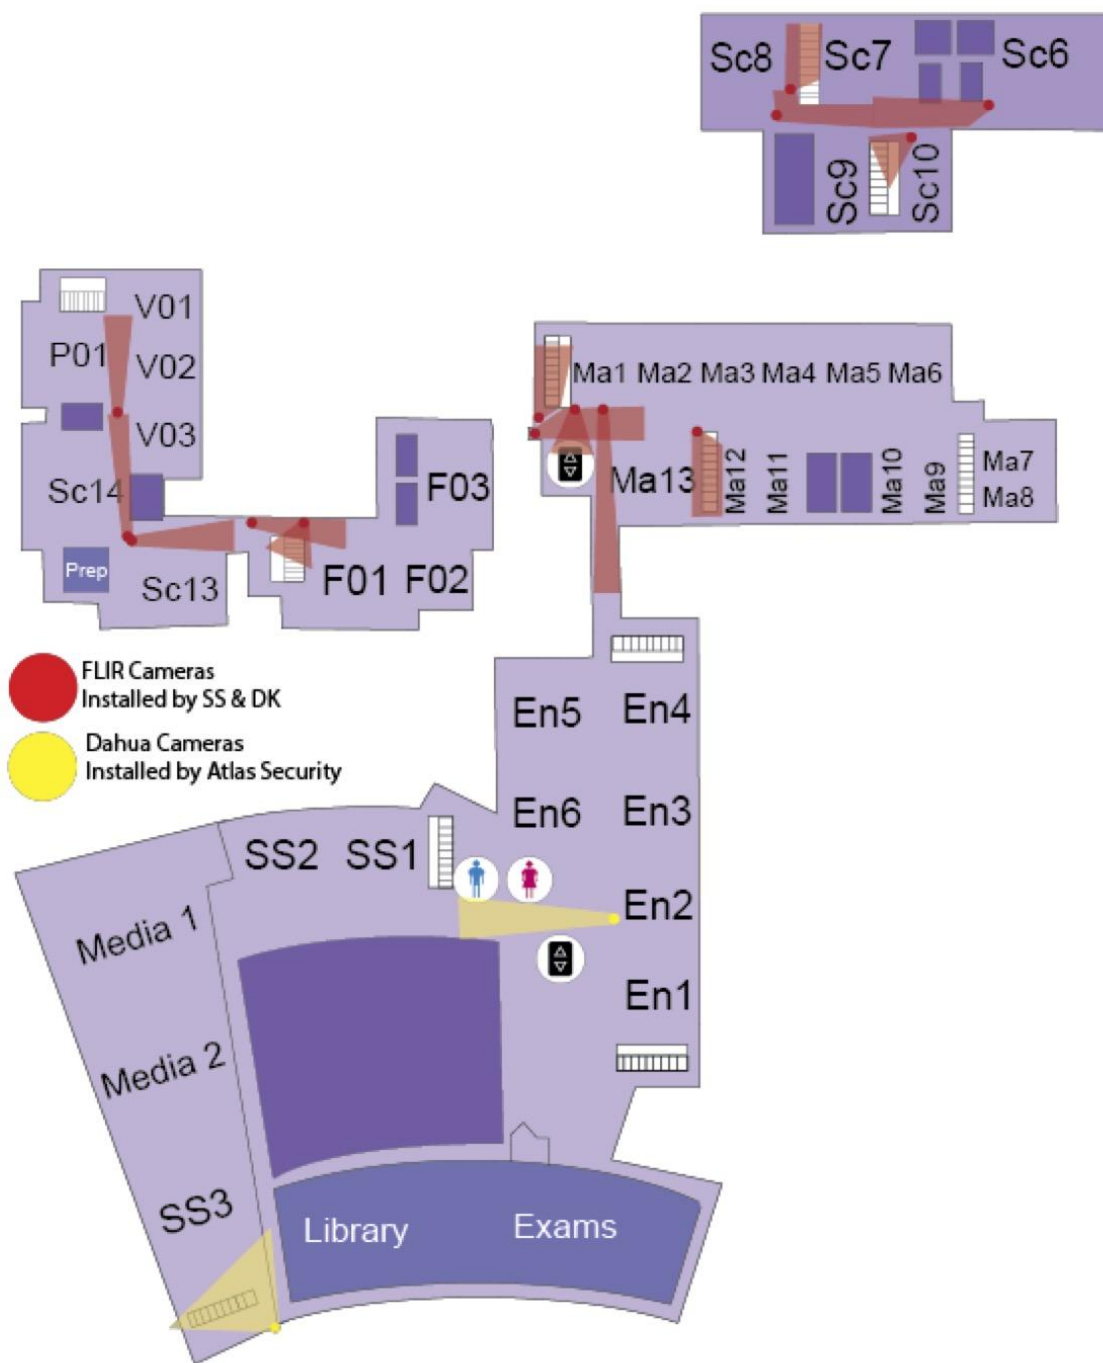 Sc8
Sc7
Sc6
Sc9
Sc10
V01
P01
V02
V03
Sc14
F03
Prep
Sc13
F01
F02
Ma1
Ma2
Ma3
Ma4
Ma5
Ma6
Ma13
Ma12
Ma11
Ma10
Ma9
Ma7
Ma8
FLIR Cameras
Installed by SS & DK
Dahua Cameras
Installed by Atlas Security
En5
En4
En6
En3
SS2
SS1
En2
Media 1
En1
Media 2
SS3
Library
Exams